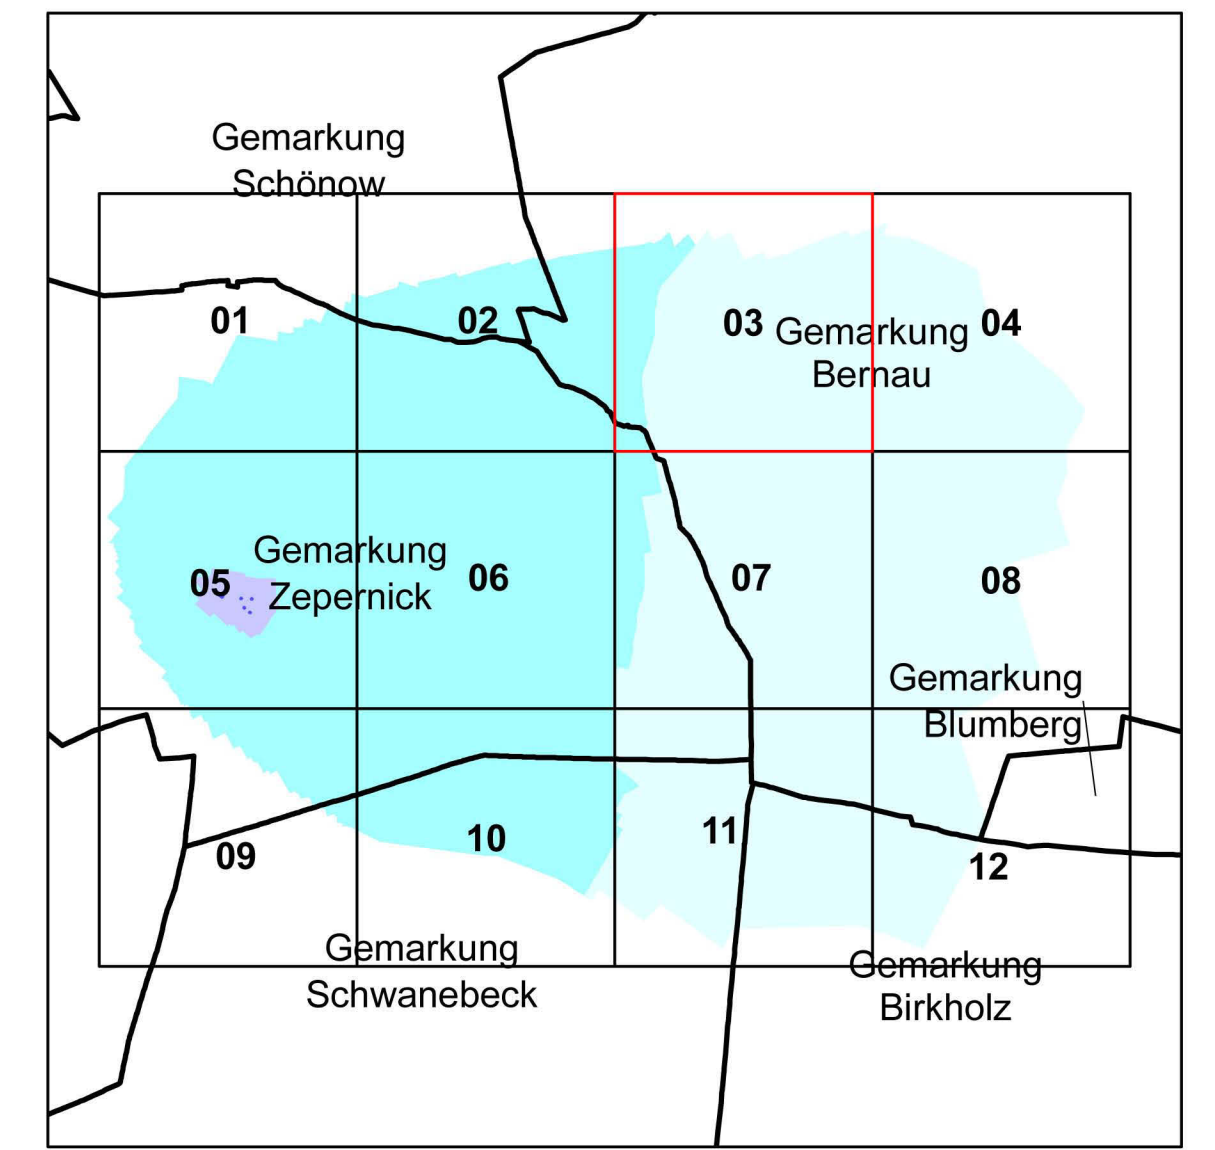 Gemarkung
Schönow
01
02
03
04
Gemarkung
Bernau
Gemarkung
Zepernick
05
06
07
08
Gemarkung
Blumberg
09
10
11
12
Gemarkung
Schwanebeck
Gemarkung
Birkholz